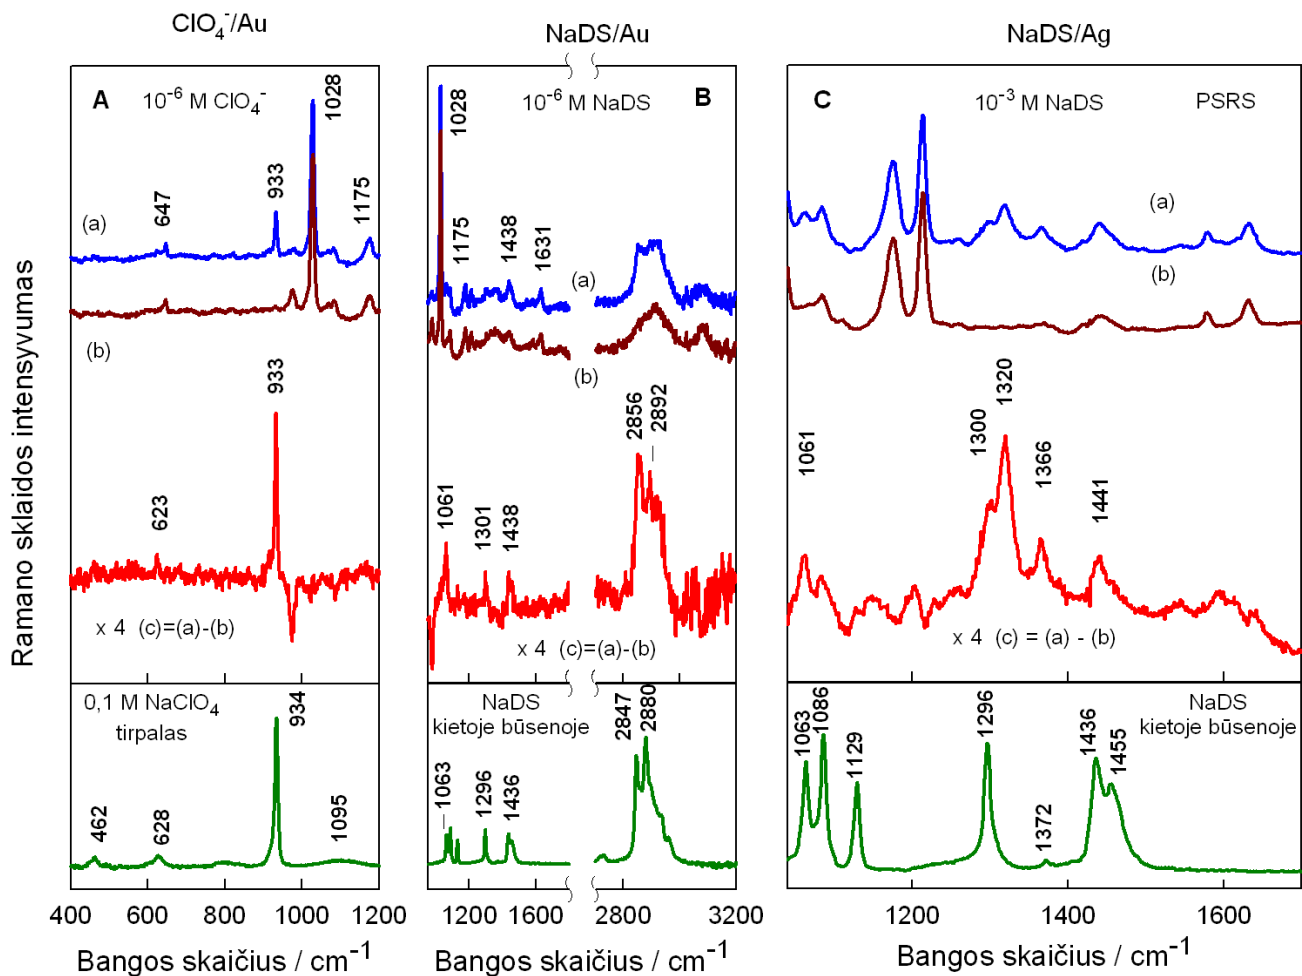 ClO₄⁻/Au
NaDS/Au
NaDS/Ag
Ramano sklaidos intensyvumas
A
10⁻⁶ M ClO₄⁻
1028
933
647
1175
(a)
(b)
933
623
x 4 (c)=(a)-(b)
0,1 M NaClO₄
tirpalas
934
462
628
1095
400 600 800 1000 1200
Bangos skaičius / cm⁻¹
10⁻⁶ M NaDS
B
1028
1175
1438
1631
(a)
(b)
2856
2892
1061
1301
1438
x 4 (c)=(a)-(b)
NaDS
kietoje būsenoje
2847
2880
1063
1296
1436
1200 1600 2800 3200
Bangos skaičius / cm⁻¹
C
10⁻³ M NaDS
PSRS
(a)
(b)
1061
1300
1320
1366
1441
x 4 (c) = (a) - (b)
NaDS
kietoje būsenoje
1063
1086
1129
1296
1372
1436
1455
1200 1400 1600
Bangos skaičius / cm⁻¹